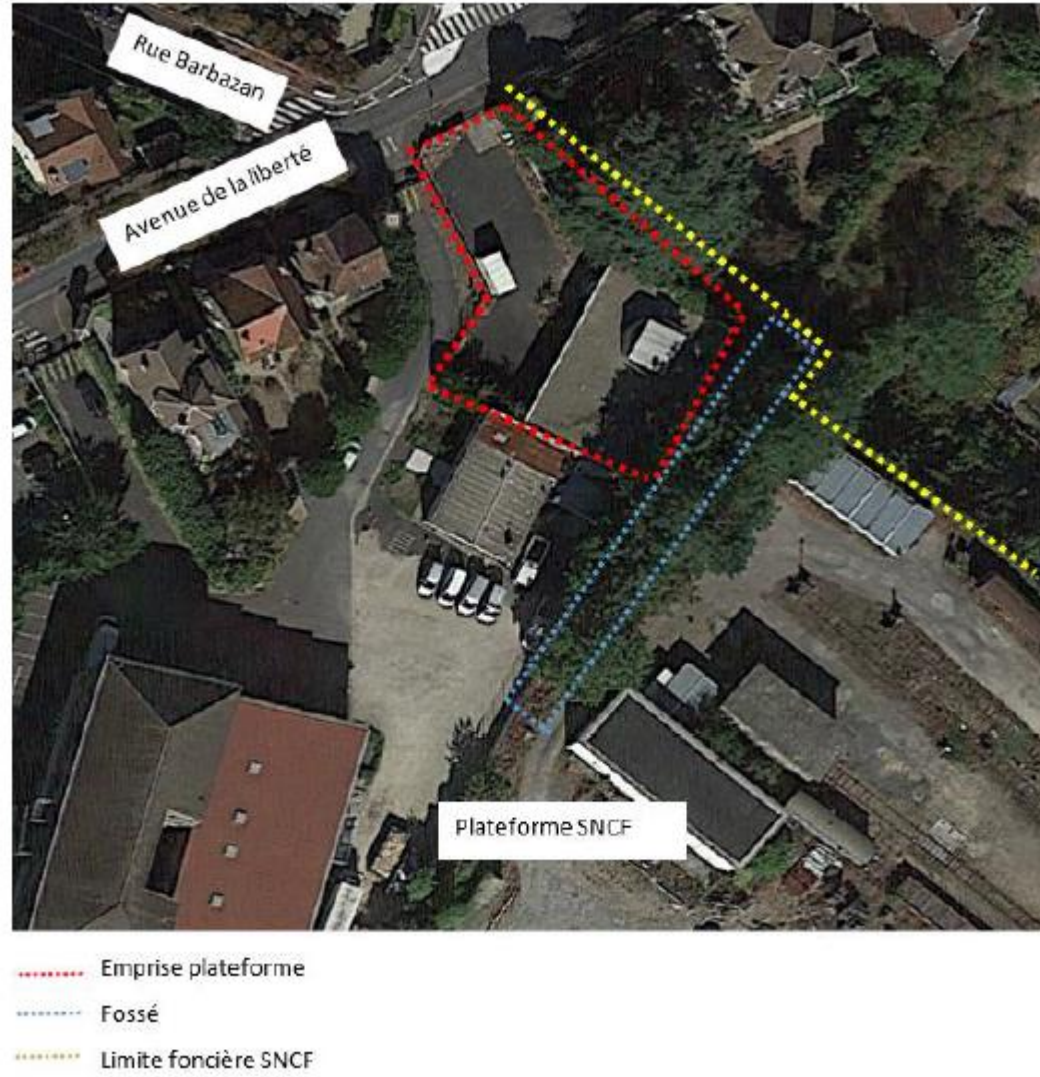 Rue Barbazan
Avenue de la liberté
Plateforme SNCF
Emprise plateforme
Fossé
Limite foncière SNCF